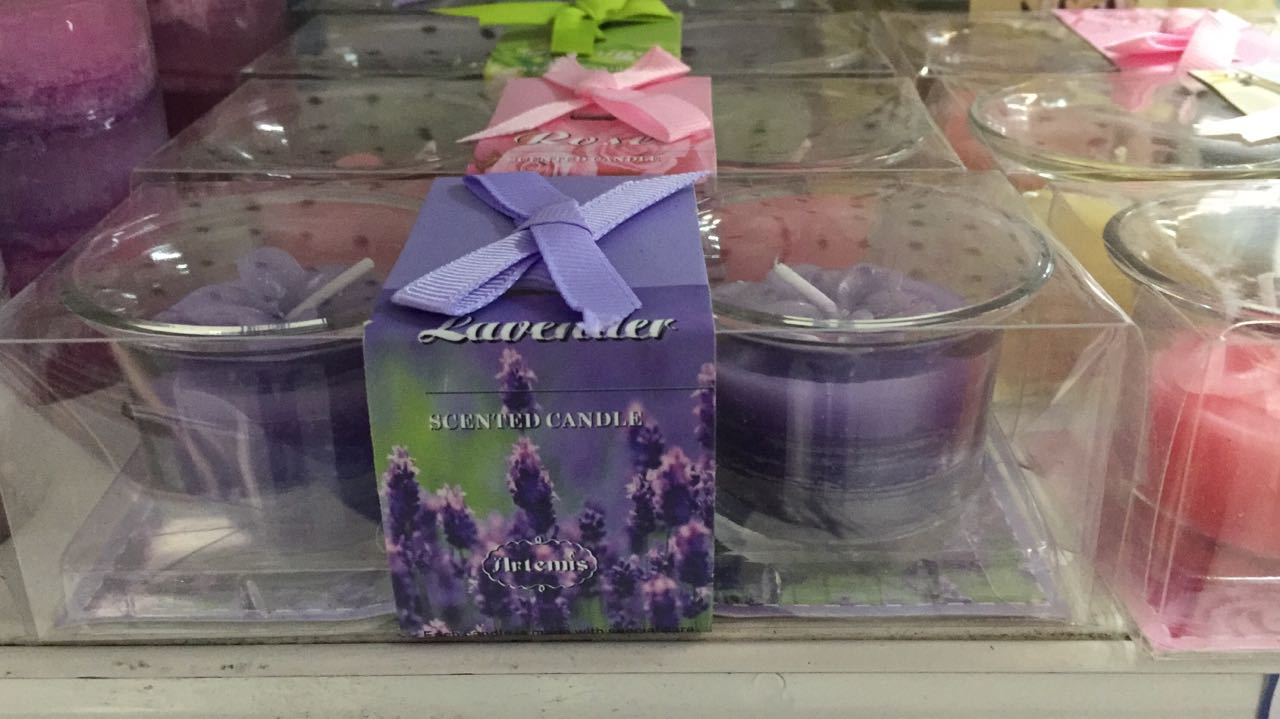 Rose
SCENTED CANDLE
Lavender
SCENTED CANDLE
Artemis